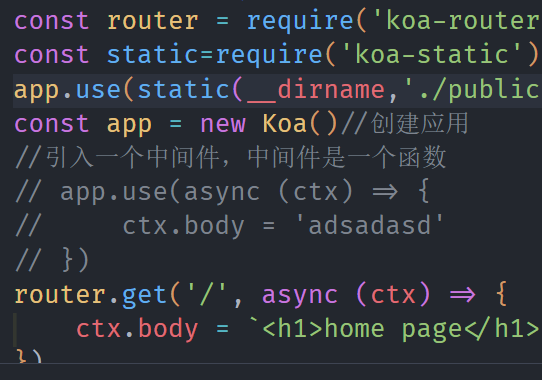 const router = require('koa-router
const static=require('koa-static')
app.use(static(__dirname,'./public
const app = new Koa()//创建应用
//引入一个中间件，中间件是一个函数
// app.use(async (ctx) => {
//     ctx.body = 'adsadasd'
// })
router.get('/', async (ctx) => {
    ctx.body = `<h1>home page</h1>
})